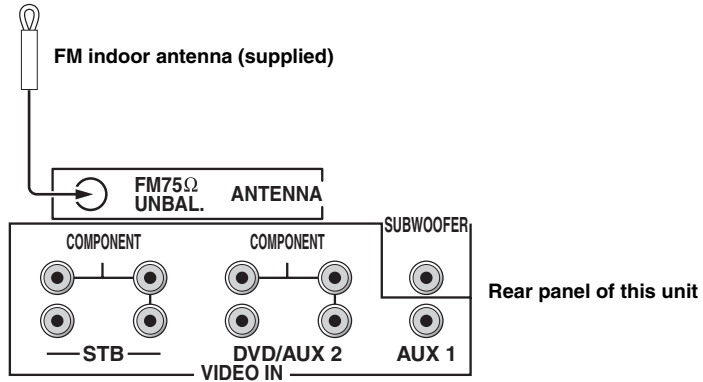 FM indoor antenna (supplied)
FM75Ω
UNBAL.
ANTENNA
SUBWOOFER
COMPONENT
COMPONENT
Rear panel of this unit
STB
DVD/AUX 2
AUX 1
VIDEO IN